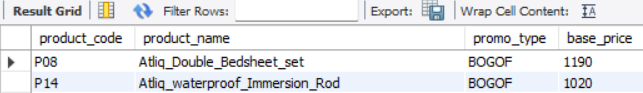 Result Grid Filter Rows: Export: Wrap Cell Content:
product_code product_name promo_type base_price
P08 Atliq_Double_Bedsheet_set BOGOF 1190
P14 Atliq_waterproof_Immersion_Rod BOGOF 1020